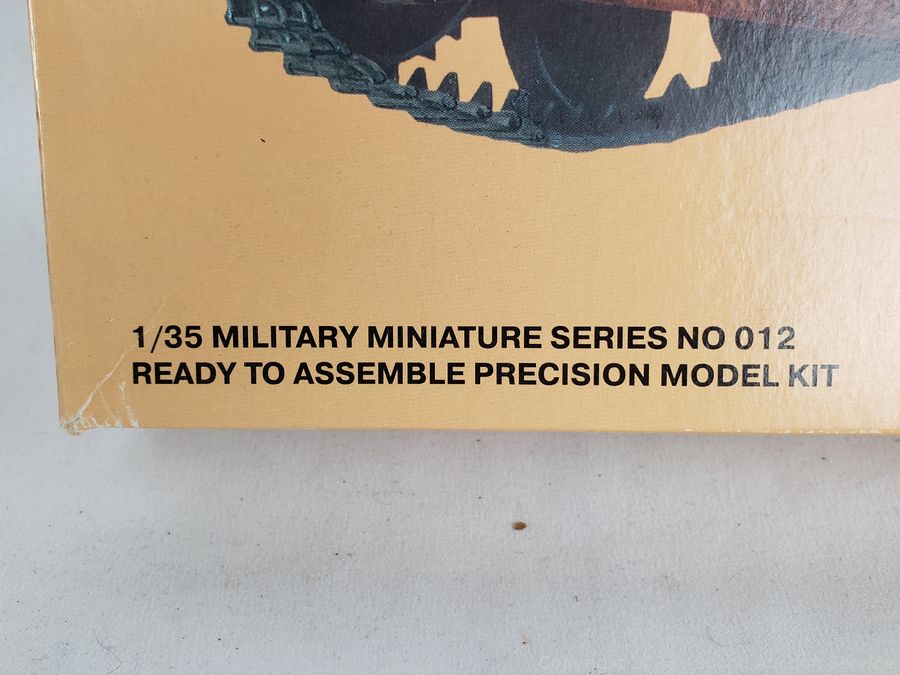 1/35 MILITARY MINIATURE SERIES NO 012
READY TO ASSEMBLE PRECISION MODEL KIT